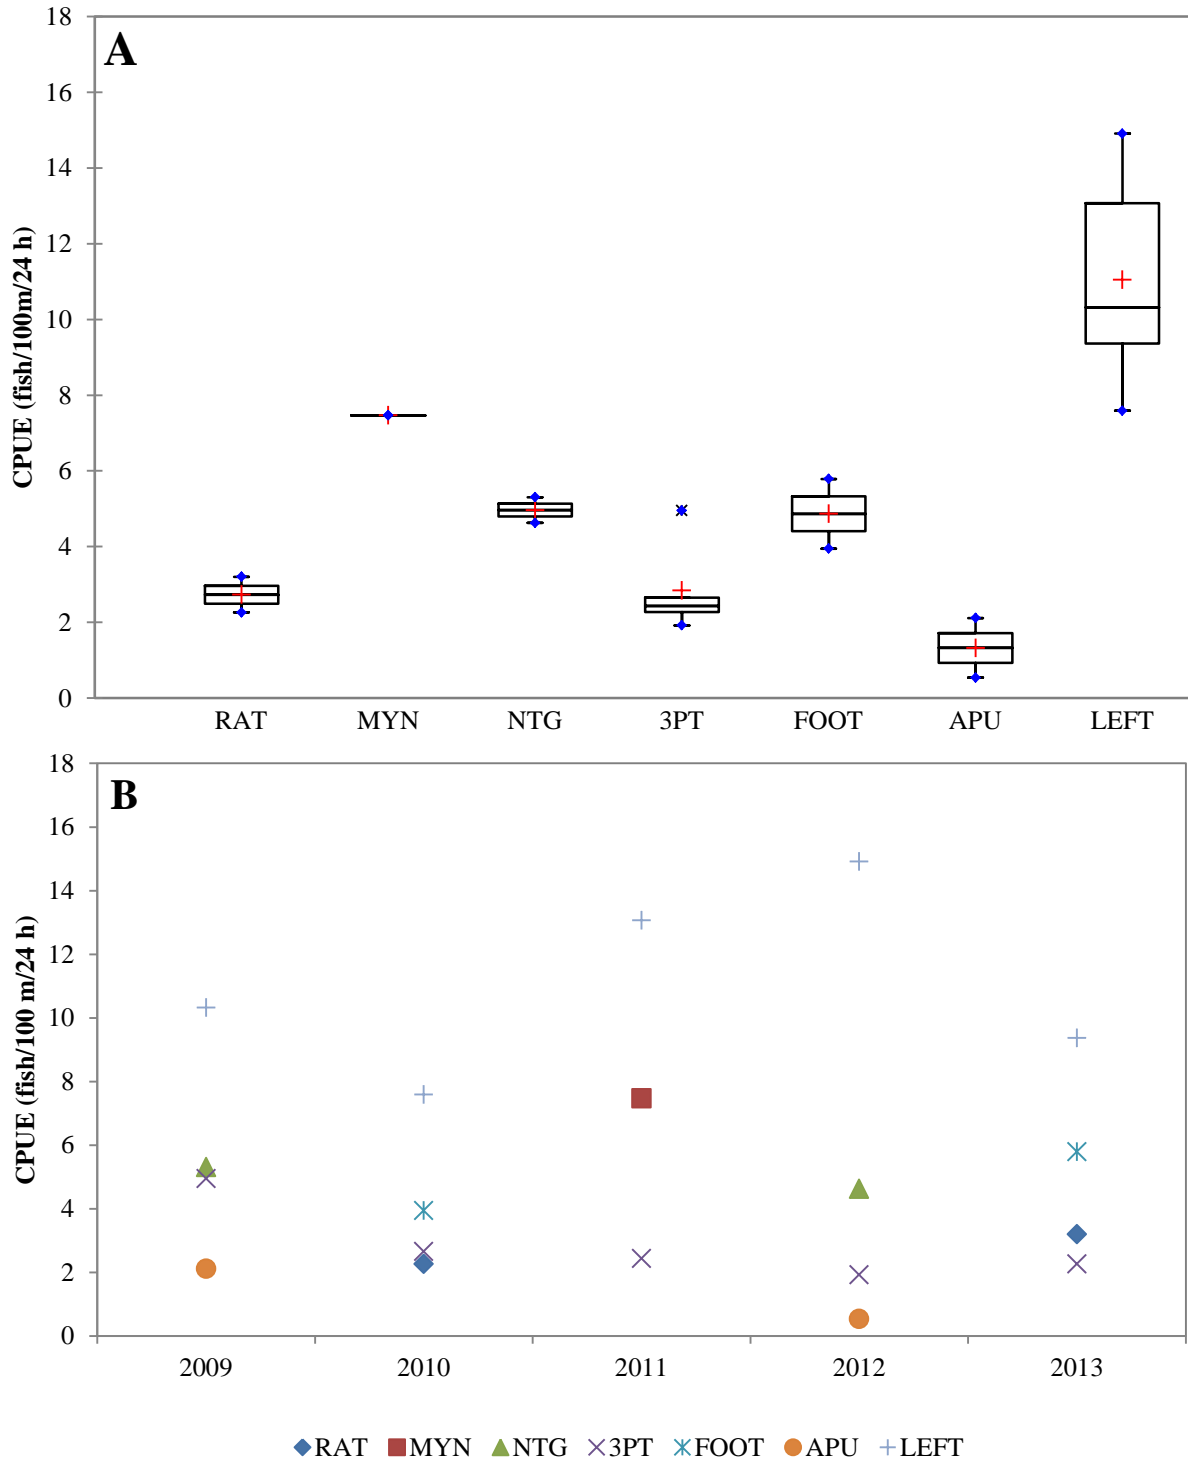 18
A
16
14
12
10
8
6
4
2
0
CPUE (fish/100m/24 h)
RAT MYN NTG 3PT FOOT APU LEFT
18
B
16
14
12
10
8
6
4
2
0
CPUE (fish/100 m/24 h)
2009 2010 2011 2012 2013
RAT MYN NTG 3PT FOOT APU LEFT